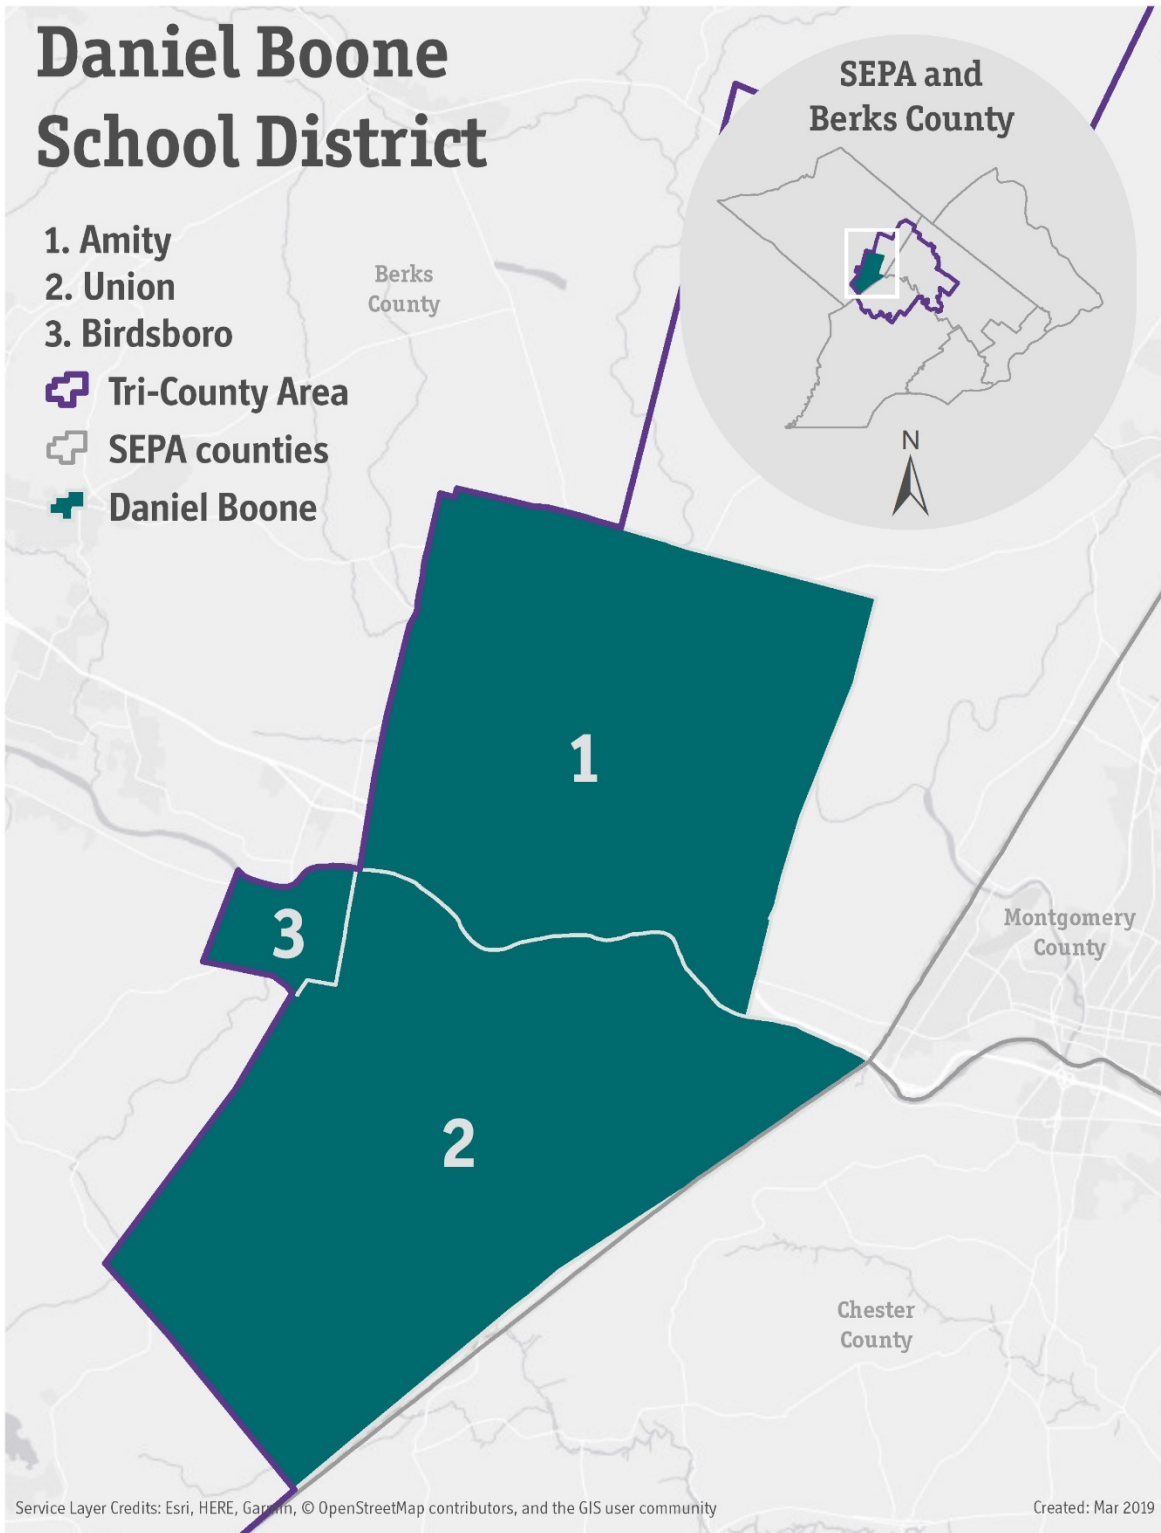 Daniel Boone
School District
1. Amity
2. Union
3. Birdsboro
Tri-County Area
SEPA counties
Daniel Boone
SEPA and
Berks County
N
Berks
County
1
3
2
Montgomery
County
Chester
County
Service Layer Credits: Esri, HERE, Garmin, © OpenStreetMap contributors, and the GIS user community
Created: Mar 2019